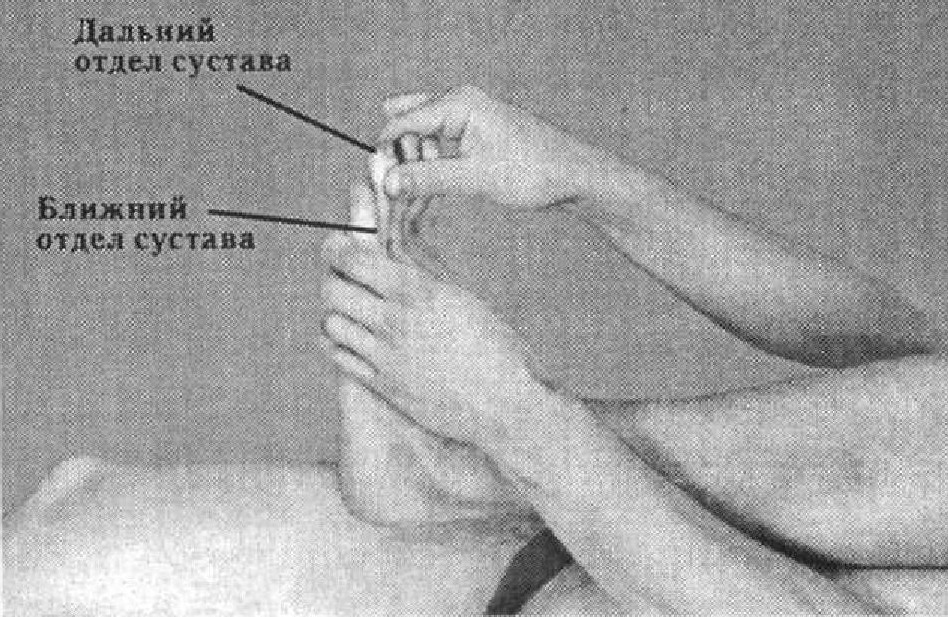 Дальний
отдел сустава
Ближний
отдел сустава